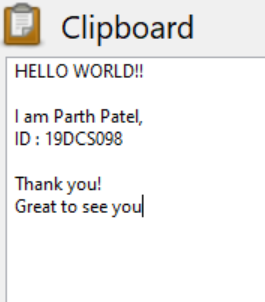 Clipboard
HELLO WORLD!!
I am Parth Patel,
ID : 19DCS098
Thank you!
Great to see you